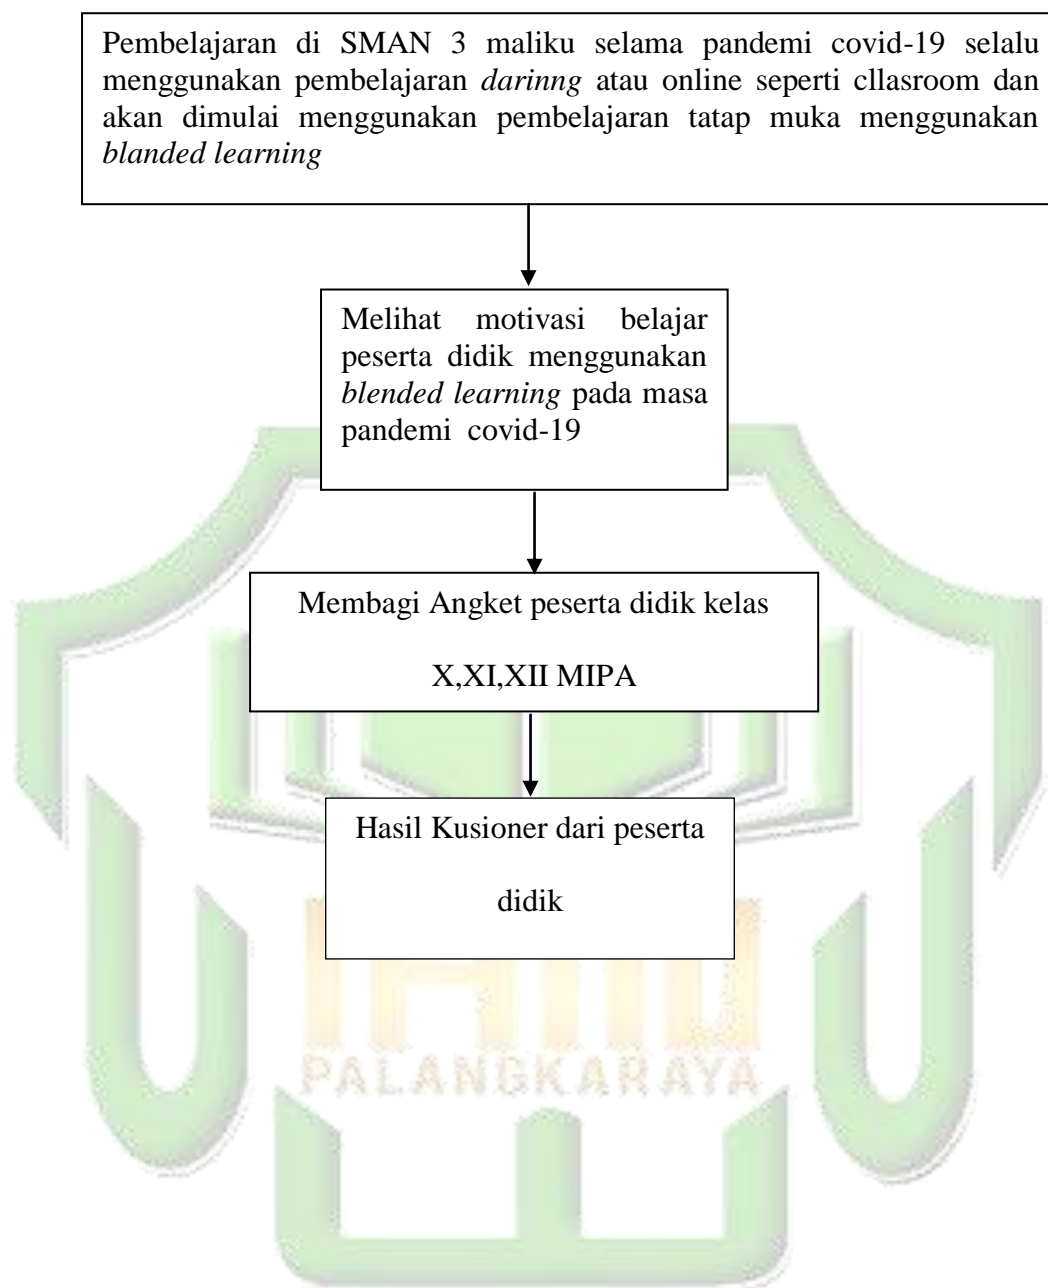 Pembelajaran di SMAN 3 maliku selama pandemi covid-19 selalu
menggunakan pembelajaran darinng atau online seperti cllasroom dan
akan dimulai menggunakan pembelajaran tatap muka menggunakan
blanded learning
Melihat motivasi belajar
peserta didik menggunakan
blended learning pada masa
pandemi covid-19
Membagi Angket peserta didik kelas
X,XI,XII MIPA
Hasil Kusioner dari peserta
didik
PALANGKARAYA